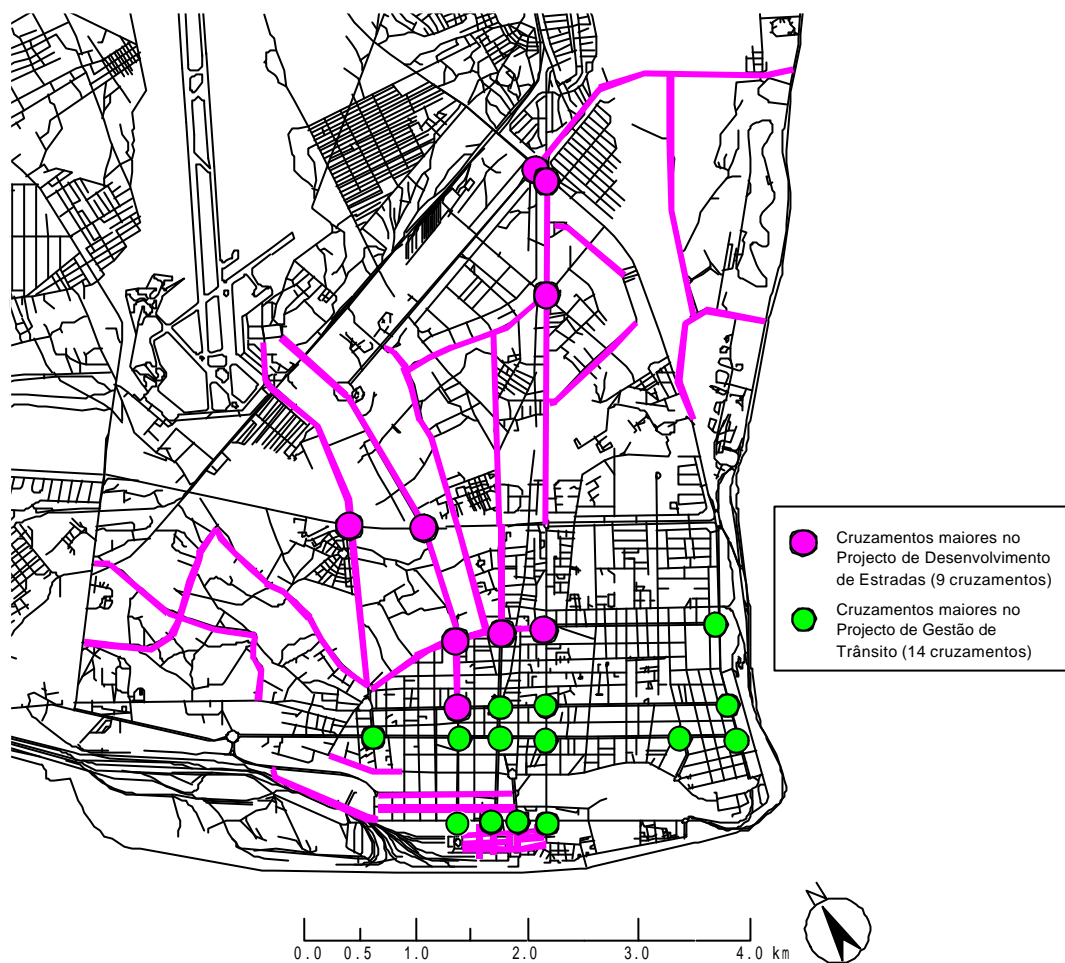 Cruzamentos maiores no
Projecto de Desenvolvimento
de Estradas (9 cruzamentos)
Cruzamentos maiores no
Projecto de Gestão de
Trânsito (14 cruzamentos)
N
0.0 0.5 1.0 2.0 3.0 4.0 km